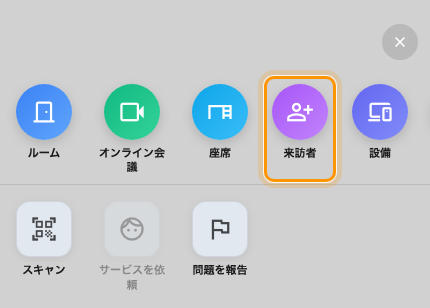 ルーム
オンライン会
議
座席
来訪者
設備
スキャン
サービスを依
頼
問題を報告